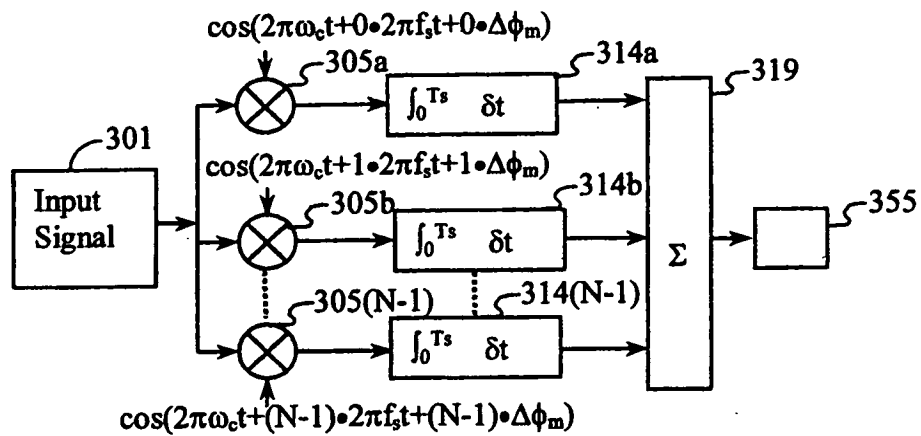 cos(2πω_ct+0•2πf_st+0•Δϕ_m)
305a
314a
319
∫_0^Ts δt
301
Input
Signal
cos(2πω_ct+1•2πf_st+1•Δϕ_m)
305b
314b
355
∫_0^Ts δt
Σ
305(N-1)
314(N-1)
∫_0^Ts δt
cos(2πω_ct+(N-1)•2πf_st+(N-1)•Δϕ_m)